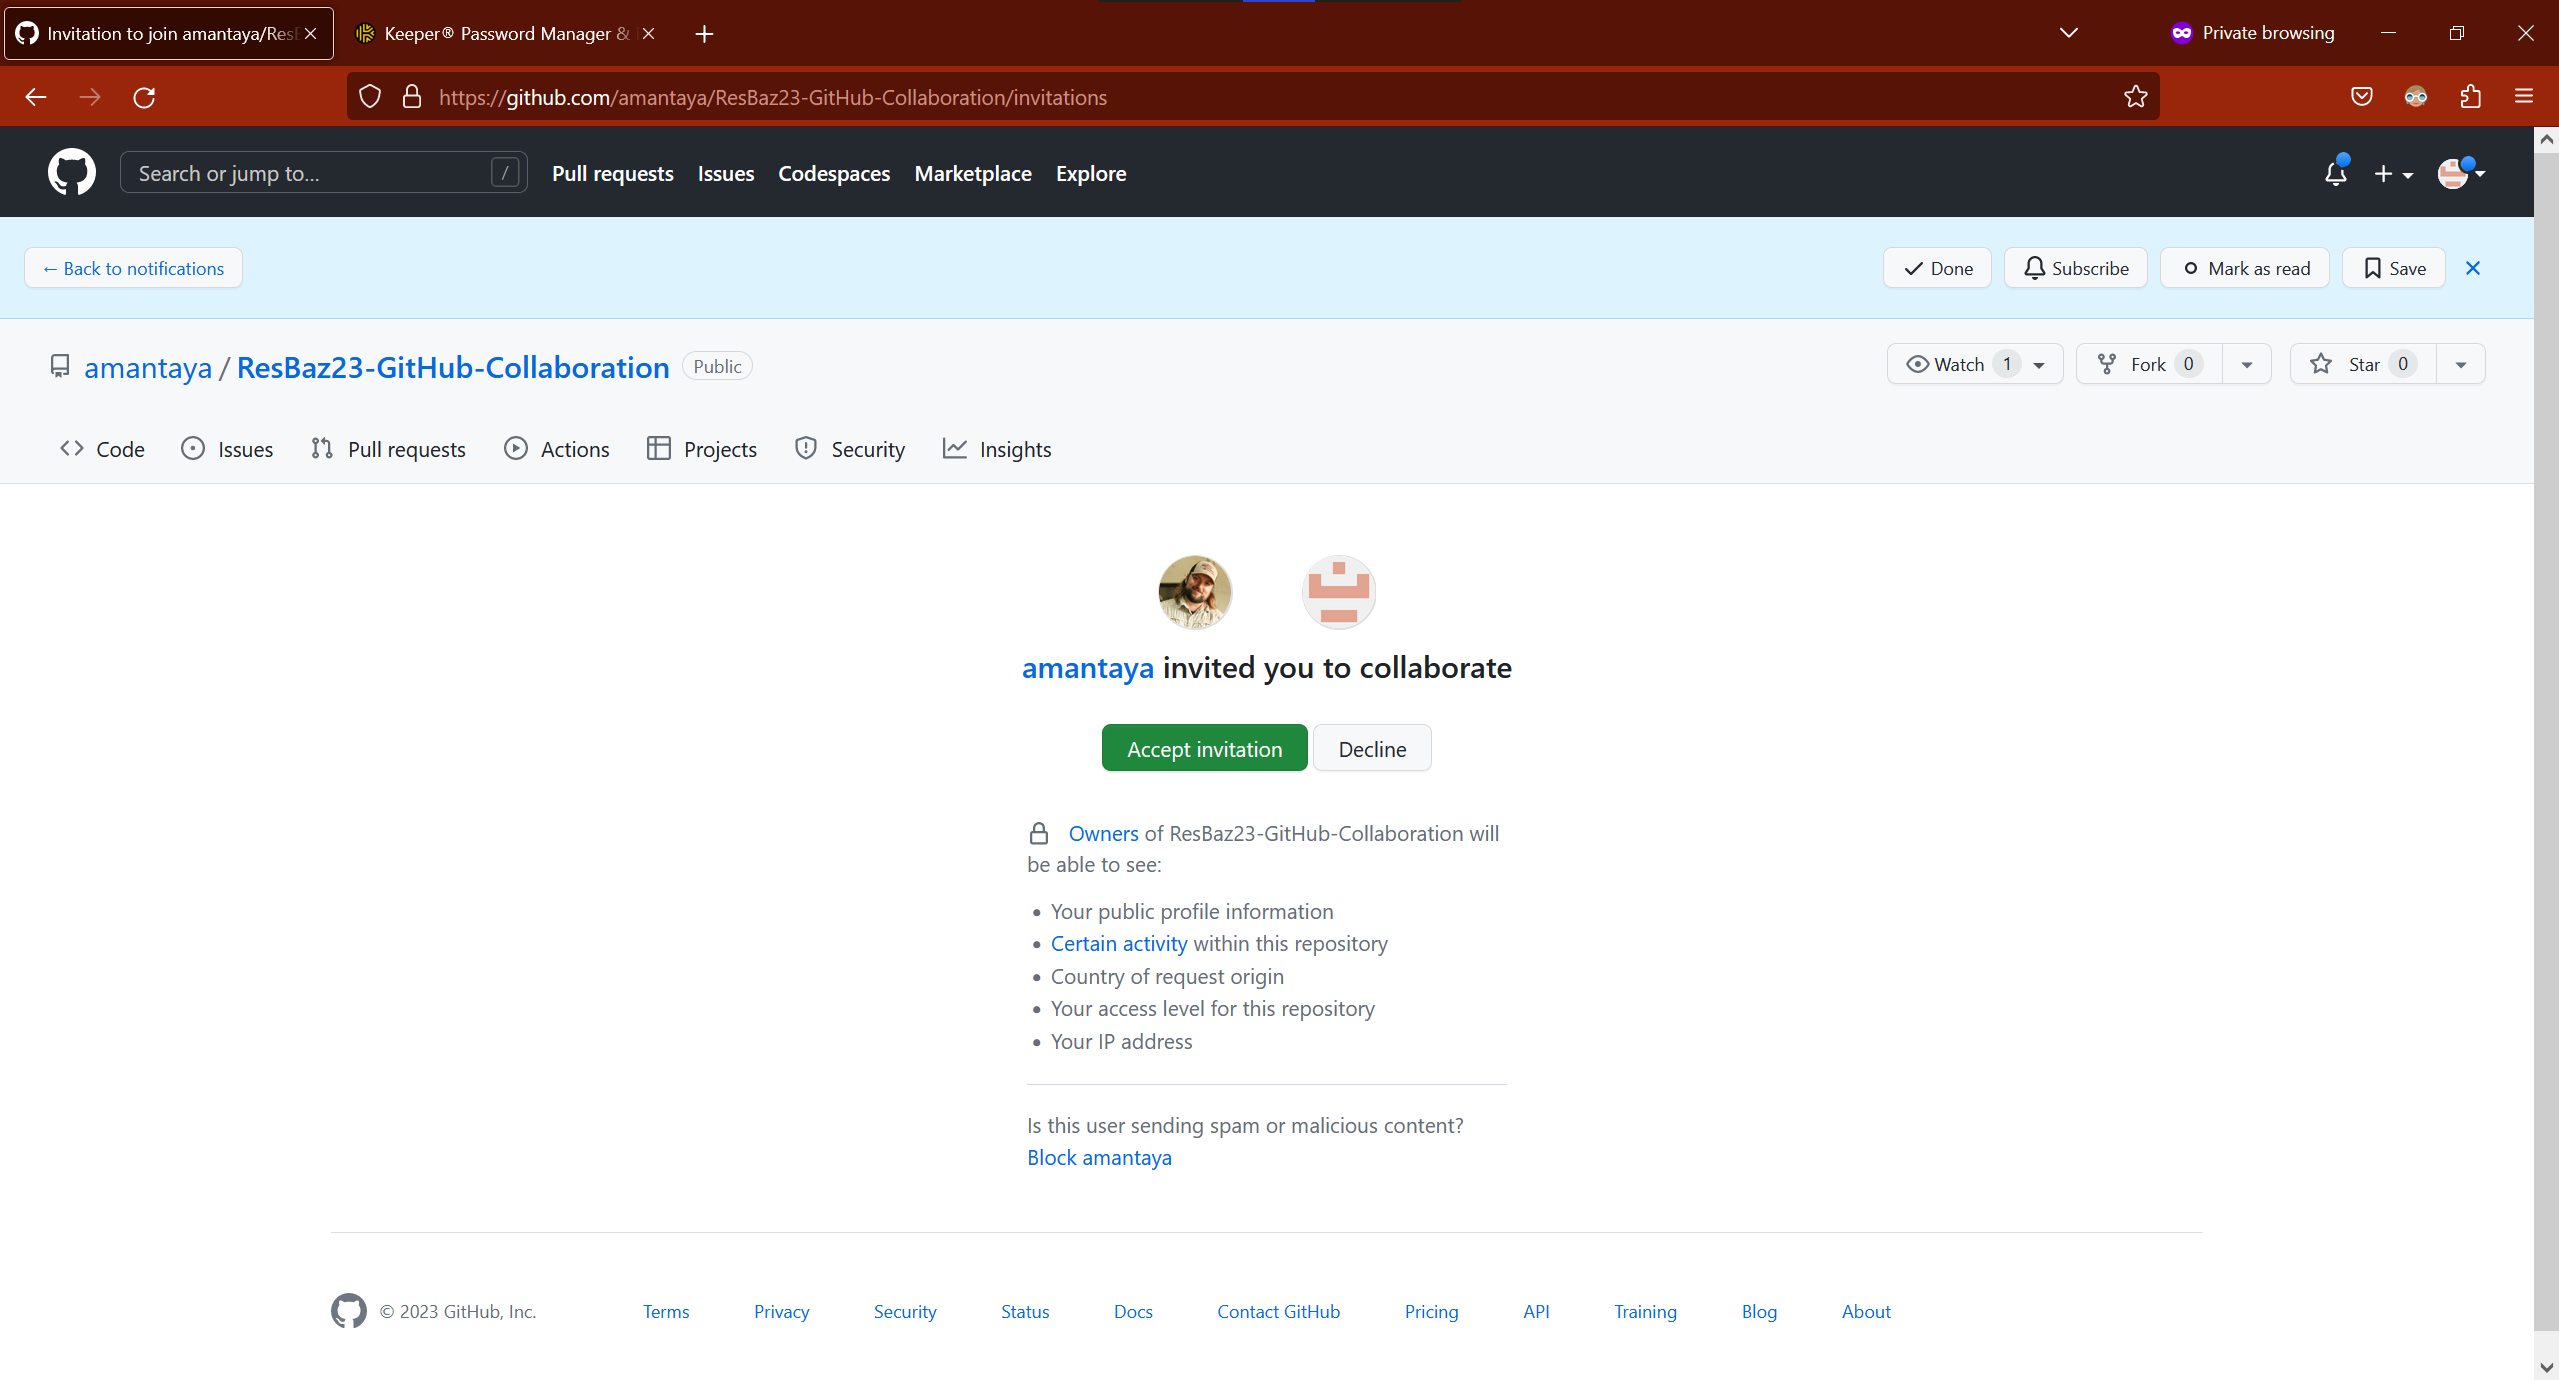 Invitation to join amantaya/ResB
Keeper® Password Manager &
Private browsing
https://github.com/amantaya/ResBaz23-GitHub-Collaboration/invitations
Search or jump to... /
Pull requests Issues Codespaces Marketplace Explore
← Back to notifications
Done Subscribe Mark as read Save
amantaya / ResBaz23-GitHub-Collaboration Public
Watch 1 Fork 0 Star 0
Code Issues Pull requests Actions Projects Security Insights
amantaya invited you to collaborate
Accept invitation Decline
Owners of ResBaz23-GitHub-Collaboration will
be able to see:
• Your public profile information
• Certain activity within this repository
• Country of request origin
• Your access level for this repository
• Your IP address
Is this user sending spam or malicious content?
Block amantaya
© 2023 GitHub, Inc. Terms Privacy Security Status Docs Contact GitHub Pricing API Training Blog About